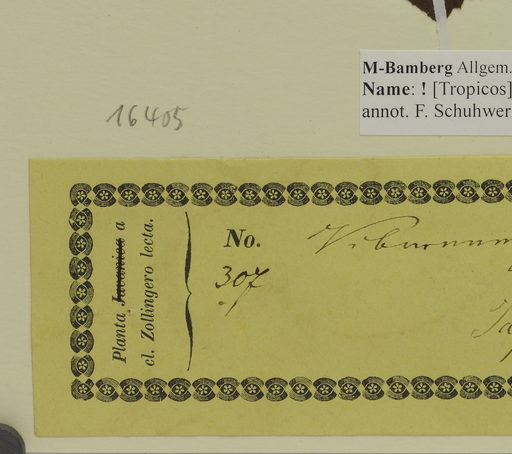 M-Bamberg Allgem.
Name: ! [Tropicos]
annot. F. Schuhwer
16405
Planta Javanica a
cl. Zollingero lecta.
No.
307
Viburnum